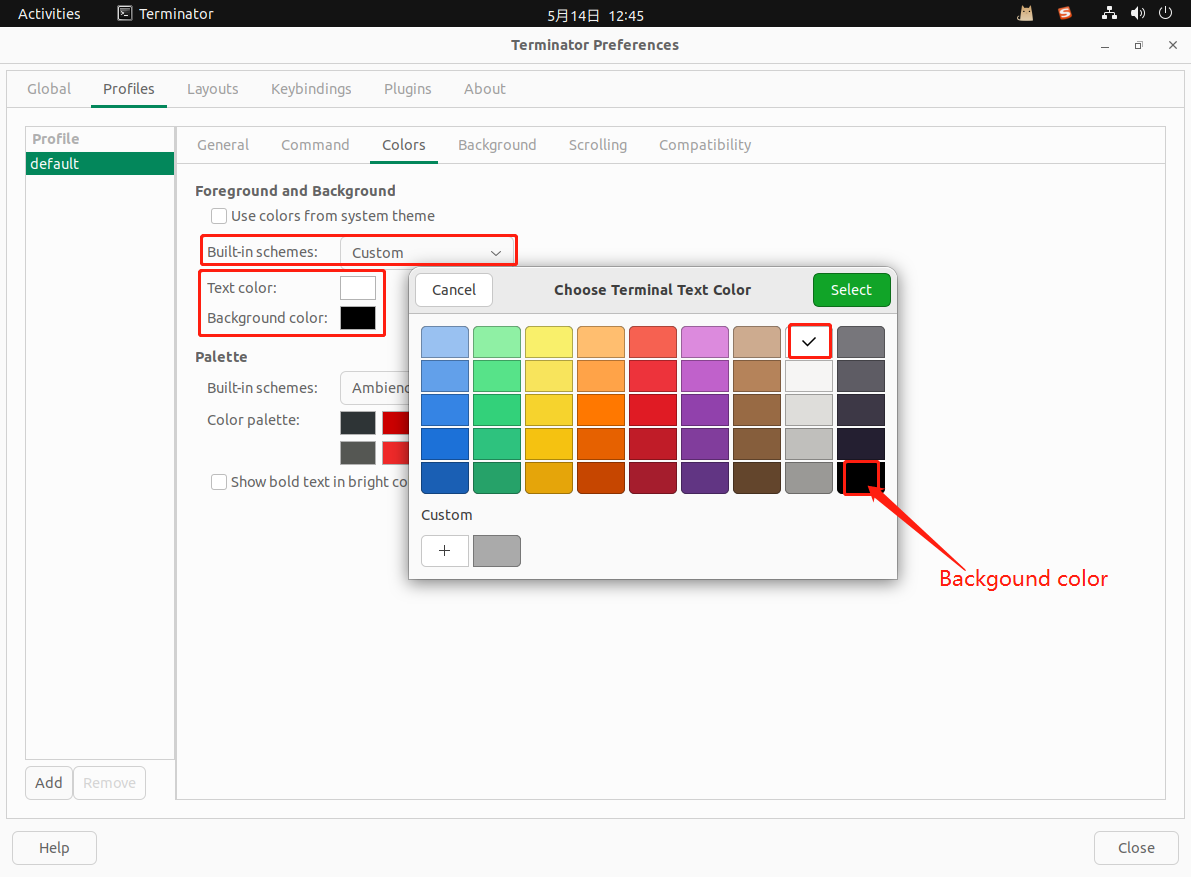 Activities Terminator 5月14日 12:45
Terminator Preferences
Global Profiles Layouts Keybindings Plugins About
Profile
default
General Command Colors Background Scrolling Compatibility
Foreground and Background
Use colors from system theme
Built-in schemes: Custom
Text color:
Background color:
Palette
Built-in schemes: Ambien
Color palette:
Show bold text in bright co
Cancel Choose Terminal Text Color Select
Custom
+
Backgound color
Add Remove
Help Close